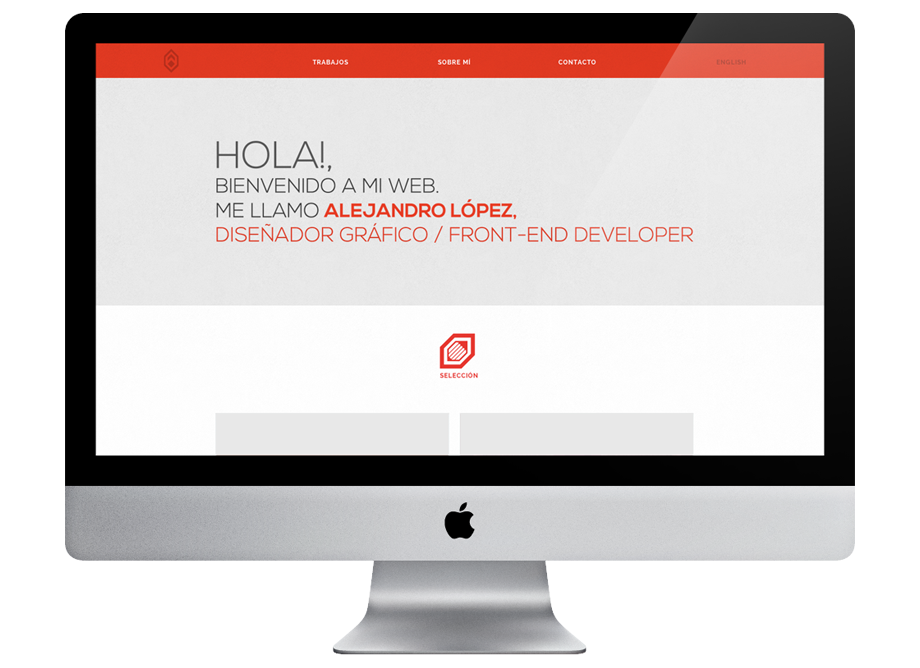 TRABAJOS
SOBRE MÍ
CONTACTO
ENGLISH
HOLA!,
BIENVENIDO A MI WEB.
ME LLAMO ALEJANDRO LÓPEZ,
DISEÑADOR GRÁFICO / FRONT-END DEVELOPER
SELECCIÓN